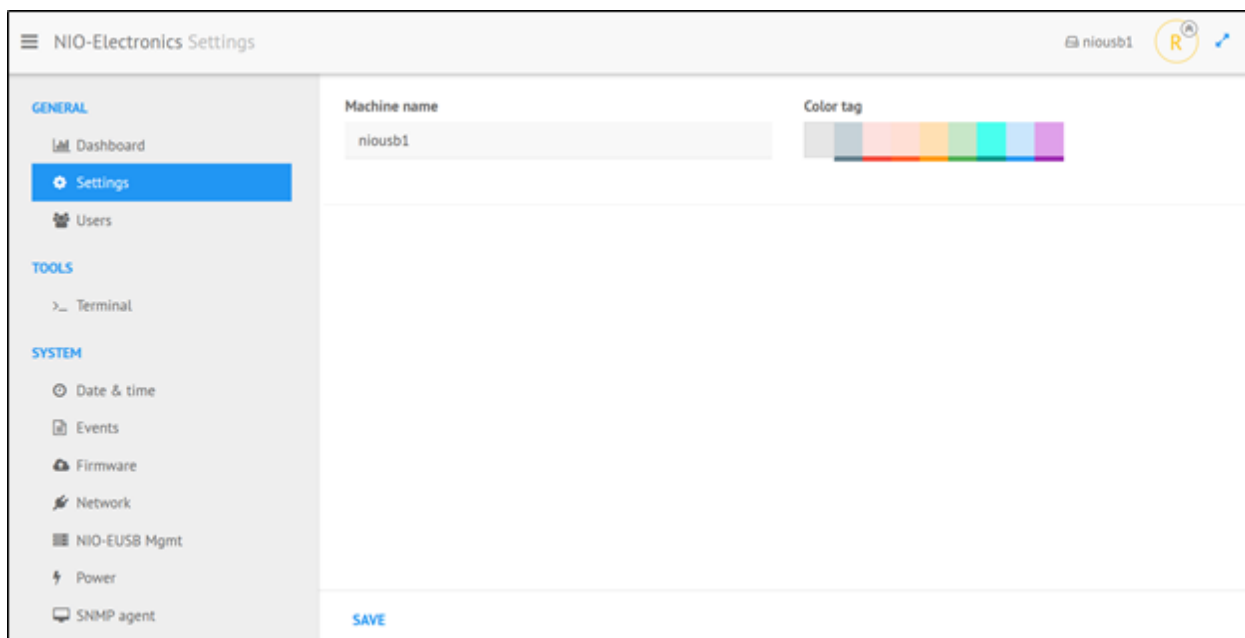 NIO-Electronics Settings
niousb1
R
GENERAL
Dashboard
Settings
Users
TOOLS
>_ Terminal
SYSTEM
Date & time
Events
Firmware
Network
NIO-EUSB Mgmt
Power
SNMP agent
Machine name
niousb1
Color tag
SAVE